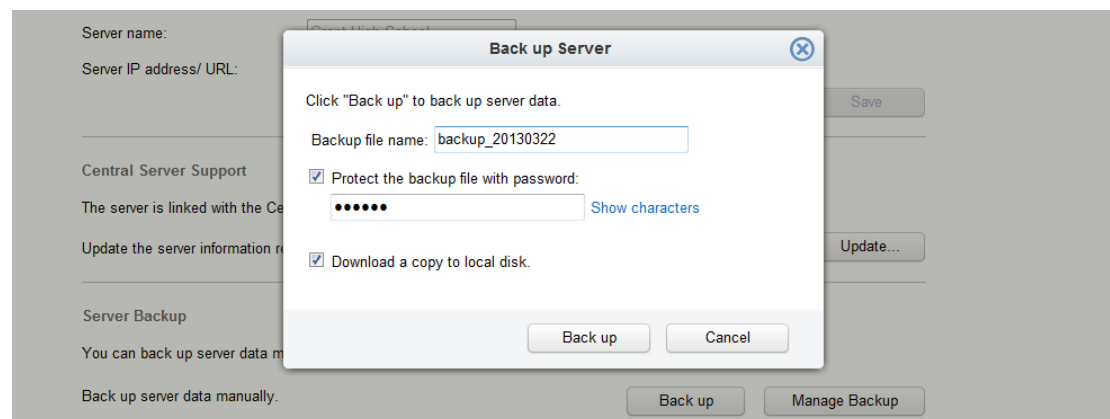 Server name:
Grant High School
Back up Server
Server IP address/ URL:
Click "Back up" to back up server data.
Save
Backup file name: backup_20130322
Central Server Support
Protect the backup file with password:
The server is linked with the Ce
●●●●●● Show characters
Update the server information re
Update...
Download a copy to local disk.
Server Backup
Back up Cancel
You can back up server data m
Back up server data manually.
Back up Manage Backup